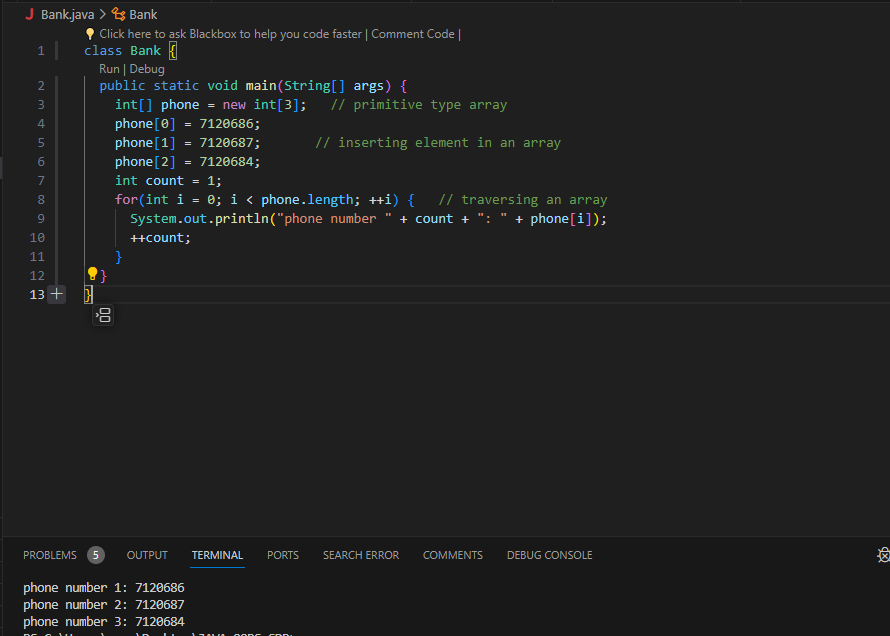 Bank.java > Bank
Click here to ask Blackbox to help you code faster | Comment Code |
1 class Bank {
Run | Debug
2 public static void main(String[] args) {
3 int[] phone = new int[3]; // primitive type array
4 phone[0] = 7120686;
5 phone[1] = 7120687; // inserting element in an array
6 phone[2] = 7120684;
7 int count = 1;
8 for(int i = 0; i < phone.length; ++i) { // traversing an array
9 System.out.println("phone number " + count + ": " + phone[i]);
10 ++count;
11 }
12 }
13 }
PROBLEMS 5 OUTPUT TERMINAL PORTS SEARCH ERROR COMMENTS DEBUG CONSOLE
phone number 1: 7120686
phone number 2: 7120687
phone number 3: 7120684